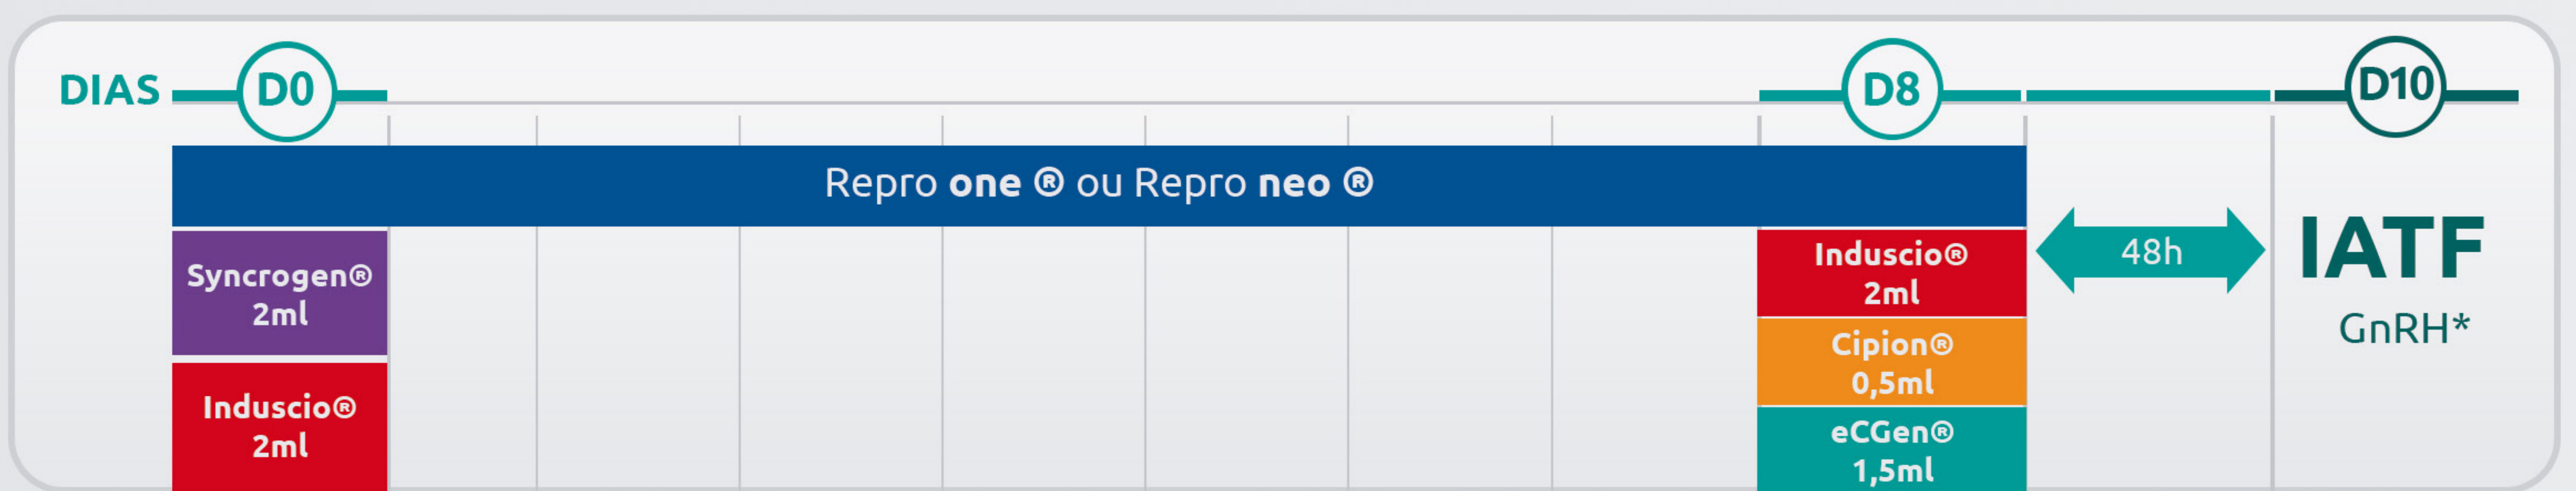 DIAS D0 D8 D10
Repro one ® ou Repro neo ®
Syncrogen®
2ml
Induscio®
2ml
Induscio®
2ml
Cipion®
0,5ml
eCGen®
1,5ml
48h
IATF
GnRH*